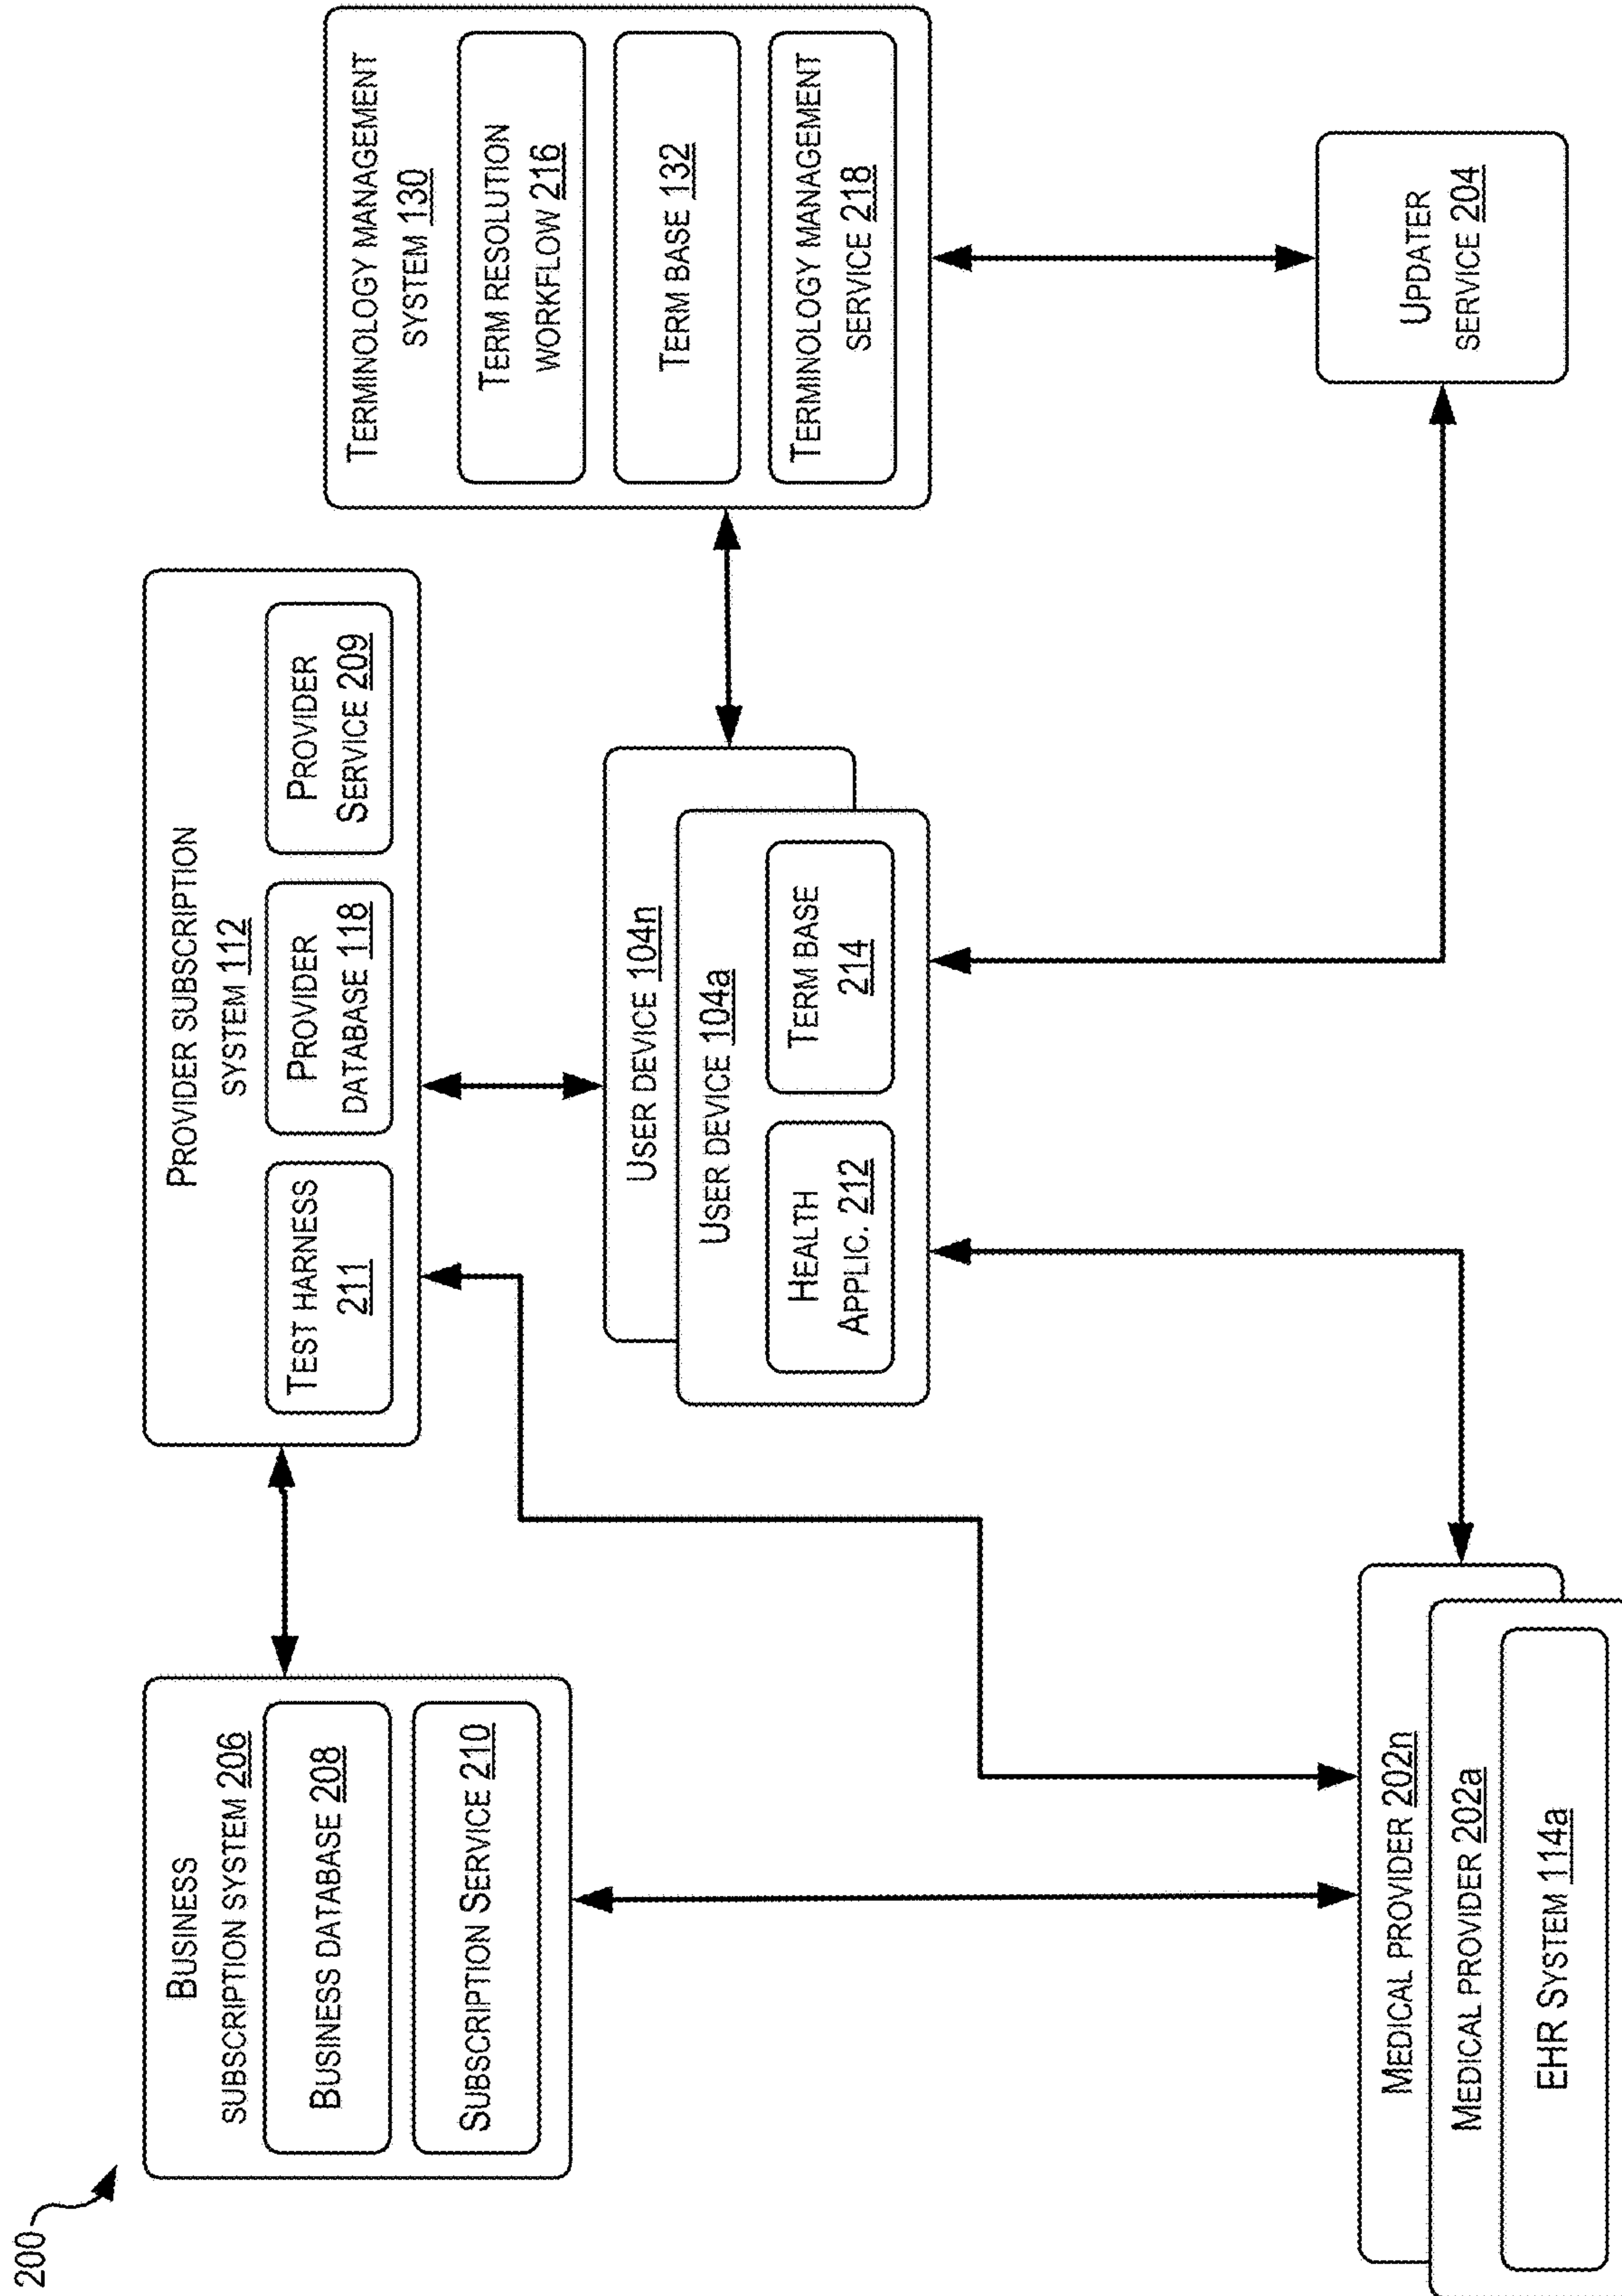 200
BUSINESS
SUBSCRIPTION SYSTEM 206
BUSINESS DATABASE 208
SUBSCRIPTION SERVICE 210
PROVIDER SUBSCRIPTION
SYSTEM 112
TEST HARNESS
211
PROVIDER
DATABASE 118
PROVIDER
SERVICE 209
TERMINOLOGY MANAGEMENT
SYSTEM 130
TERM RESOLUTION
WORKFLOW 216
TERM BASE 132
TERMINOLOGY MANAGEMENT
SERVICE 218
USER DEVICE 104n
USER DEVICE 104a
HEALTH
APPLIC. 212
TERM BASE
214
MEDICAL PROVIDER 202n
MEDICAL PROVIDER 202a
EHR SYSTEM 114a
UPDATER
SERVICE 204